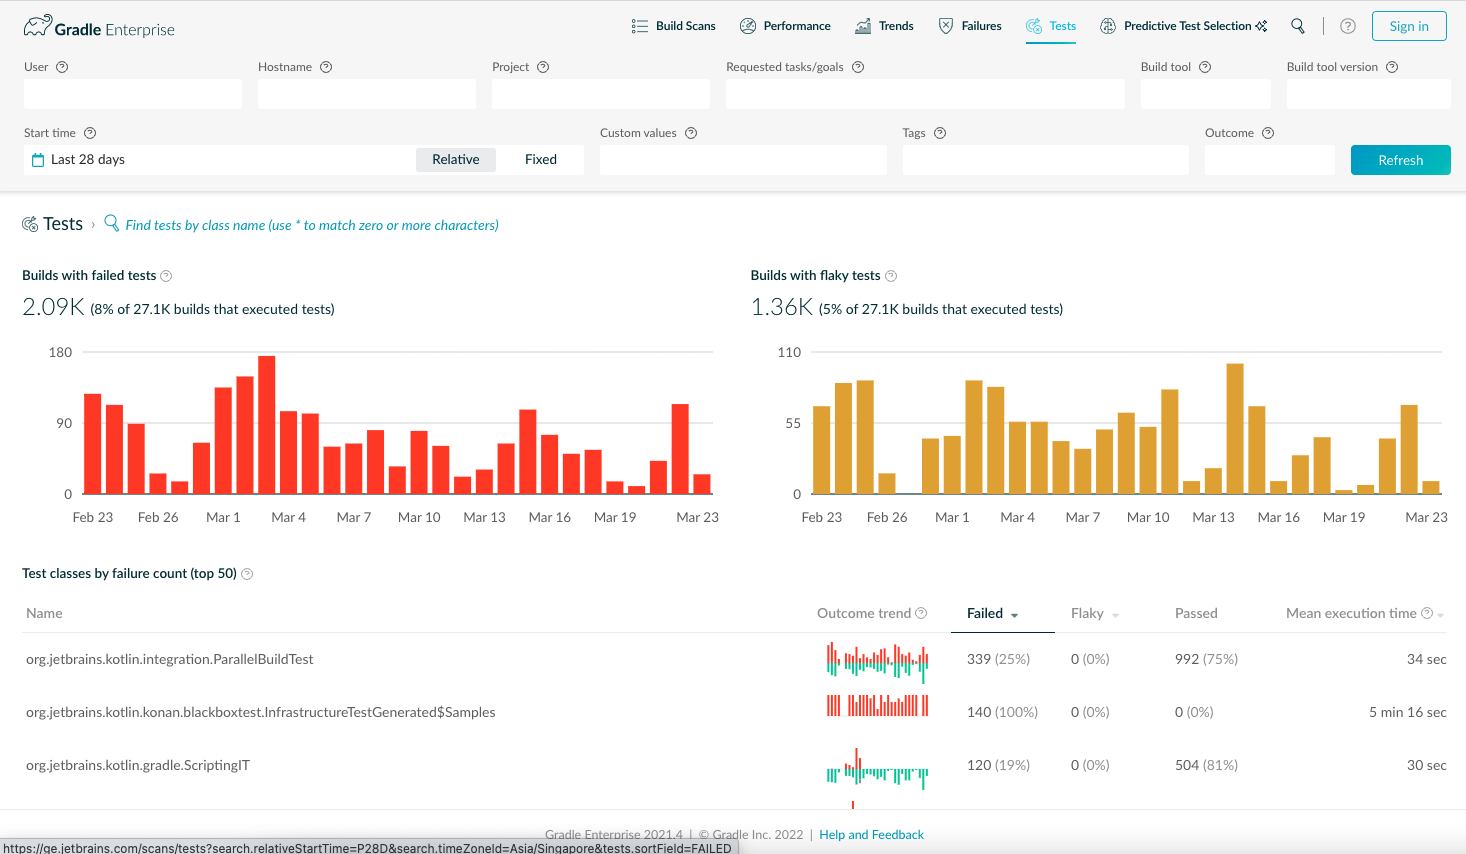 Gradle Enterprise
Build Scans Performance Trends Failures Tests Predictive Test Selection Sign in
User Hostname Project Requested tasks/goals Build tool Build tool version
Start time Custom values Tags Outcome
Last 28 days Relative Fixed Refresh
Tests › Find tests by class name (use * to match zero or more characters)
Builds with failed tests
2.09K (8% of 27.1K builds that executed tests)
180
90
0
Feb 23 Feb 26 Mar 1 Mar 4 Mar 7 Mar 10 Mar 13 Mar 16 Mar 19 Mar 23
Builds with flaky tests
1.36K (5% of 27.1K builds that executed tests)
110
55
0
Feb 23 Feb 26 Mar 1 Mar 4 Mar 7 Mar 10 Mar 13 Mar 16 Mar 19 Mar 23
Test classes by failure count (top 50)
Name Outcome trend Failed Flaky Passed Mean execution time
org.jetbrains.kotlin.integration.ParallelBuildTest 339 (25%) 0 (0%) 992 (75%) 34 sec
org.jetbrains.kotlin.konan.blackboxtest.InfrastructureTestGenerated$Samples 140 (100%) 0 (0%) 0 (0%) 5 min 16 sec
org.jetbrains.kotlin.gradle.ScriptingIT 120 (19%) 0 (0%) 504 (81%) 30 sec
Gradle Enterprise 2021.4 | © Gradle Inc. 2022 | Help and Feedback
https://ge.jetbrains.com/scans/tests?search.relativeStartTime=P28D&search.timeZoneId=Asia/Singapore&tests.sortField=FAILED